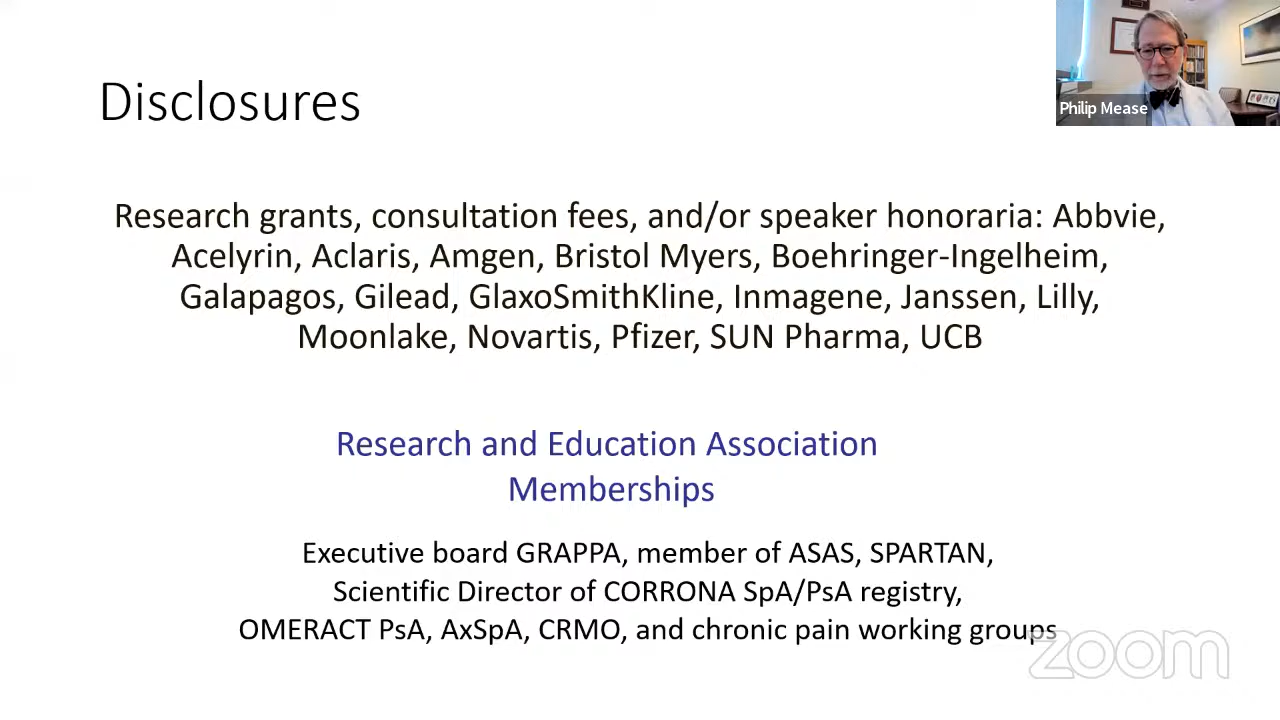 Disclosures
Philip Mease
Research grants, consultation fees, and/or speaker honoraria: Abbvie,
Acelyrin, Aclaris, Amgen, Bristol Myers, Boehringer-Ingelheim,
Galapagos, Gilead, GlaxoSmithKline, Inmagene, Janssen, Lilly,
Moonlake, Novartis, Pfizer, SUN Pharma, UCB
Research and Education Association
Memberships
Executive board GRAPPA, member of ASAS, SPARTAN,
Scientific Director of CORRONA SpA/PsA registry,
OMERACT PsA, AxSpA, CRMO, and chronic pain working groups
zoom